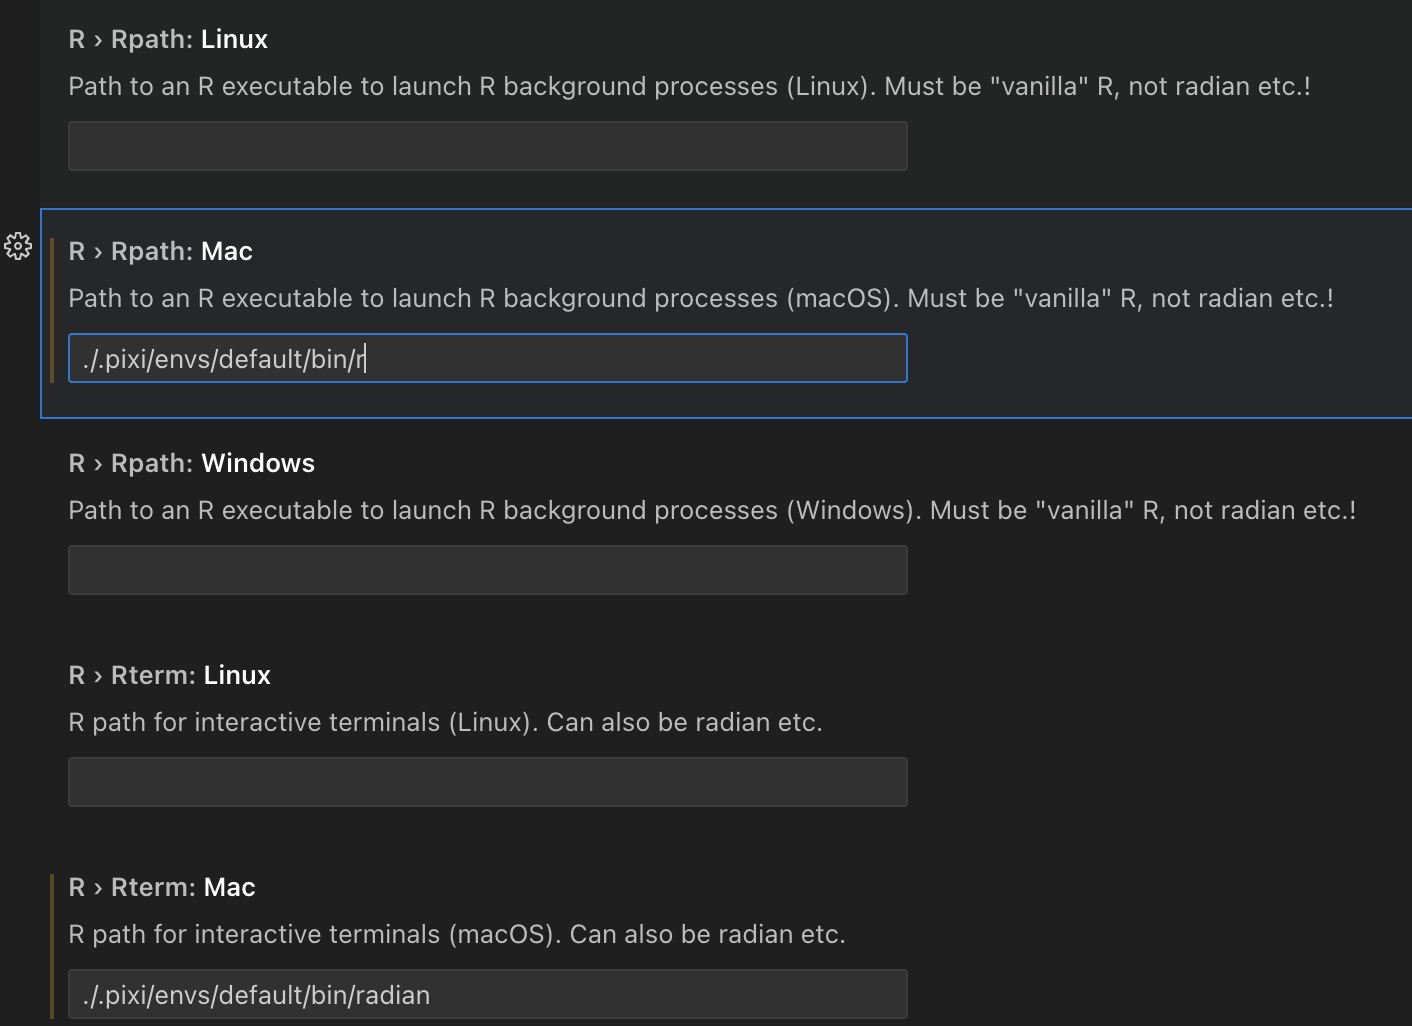 R › Rpath: Linux
Path to an R executable to launch R background processes (Linux). Must be "vanilla" R, not radian etc.!
R › Rpath: Mac
Path to an R executable to launch R background processes (macOS). Must be "vanilla" R, not radian etc.!
./.pixi/envs/default/bin/r
R › Rpath: Windows
Path to an R executable to launch R background processes (Windows). Must be "vanilla" R, not radian etc.!
R › Rterm: Linux
R path for interactive terminals (Linux). Can also be radian etc.
R › Rterm: Mac
R path for interactive terminals (macOS). Can also be radian etc.
./.pixi/envs/default/bin/radian